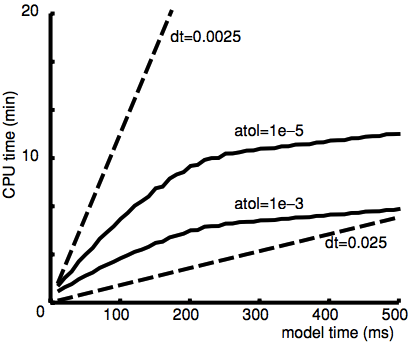 20
dt=0.0025
CPU time (min)
atol=1e−5
10
atol=1e−3
dt=0.025
0
100
200
300
400
500
model time (ms)